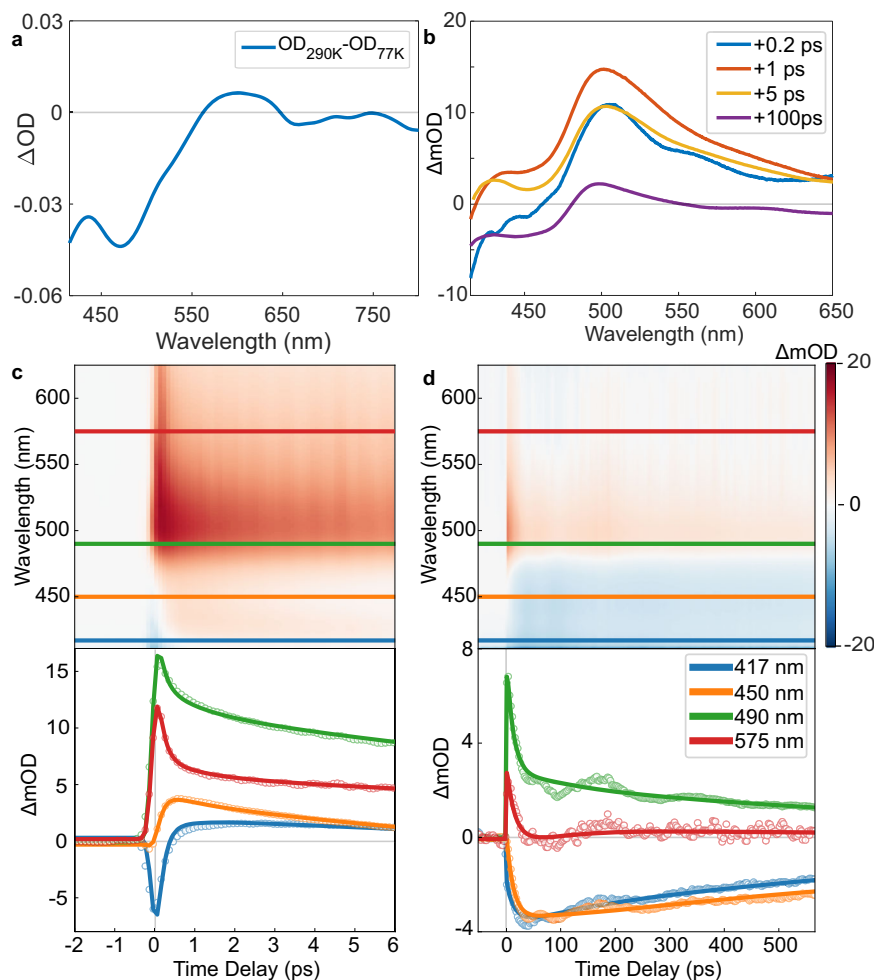 a
0.03
0
-0.03
-0.06
ΔOD
OD290K-OD77K
450
550
650
750
Wavelength (nm)
b
20
10
0
-10
ΔmOD
+0.2 ps
+1 ps
+5 ps
+100ps
450
500
550
600
650
Wavelength (nm)
c
600
550
500
450
Wavelength (nm)
d
600
550
500
450
Wavelength (nm)
ΔmOD
20
0
-20
15
10
5
0
-5
ΔmOD
-2
-1
0
1
2
3
4
5
6
Time Delay (ps)
8
4
0
-4
ΔmOD
417 nm
450 nm
490 nm
575 nm
0
100
200
300
400
500
Time Delay (ps)